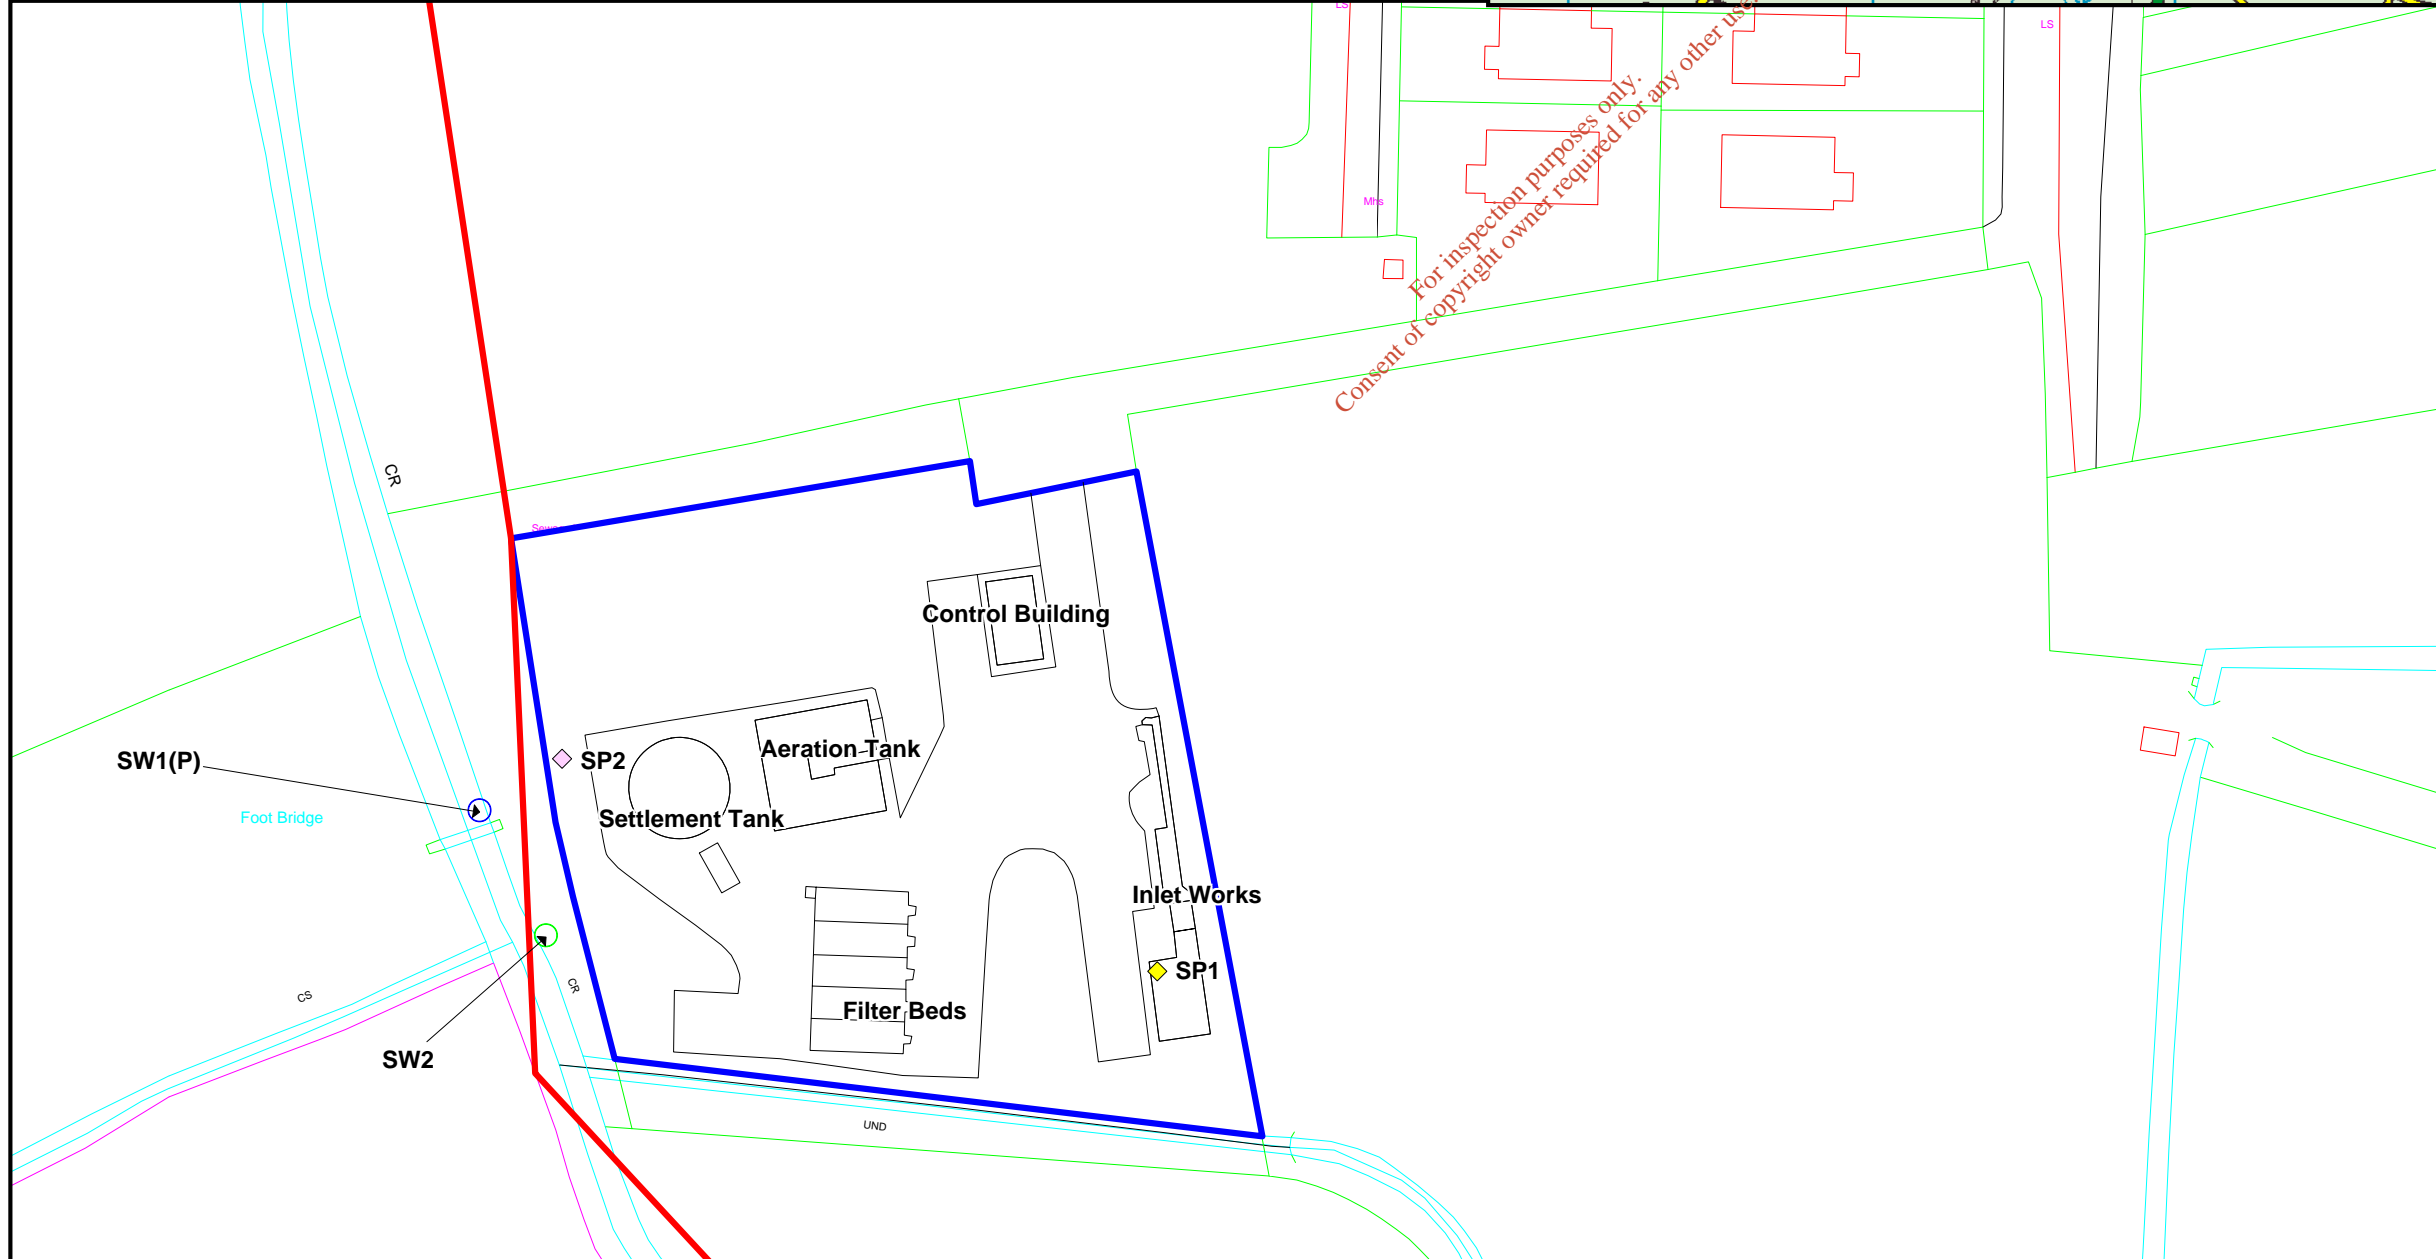 LS
LS
For inspection purposes only.
Consent of copyright owner required for any other use.
Mhs
CR
Control Building
SW1(P)
SP2
Aeration Tank
Foot Bridge
Settlement Tank
Inlet Works
SP1
CR
CS
Filter Beds
SW2
UND